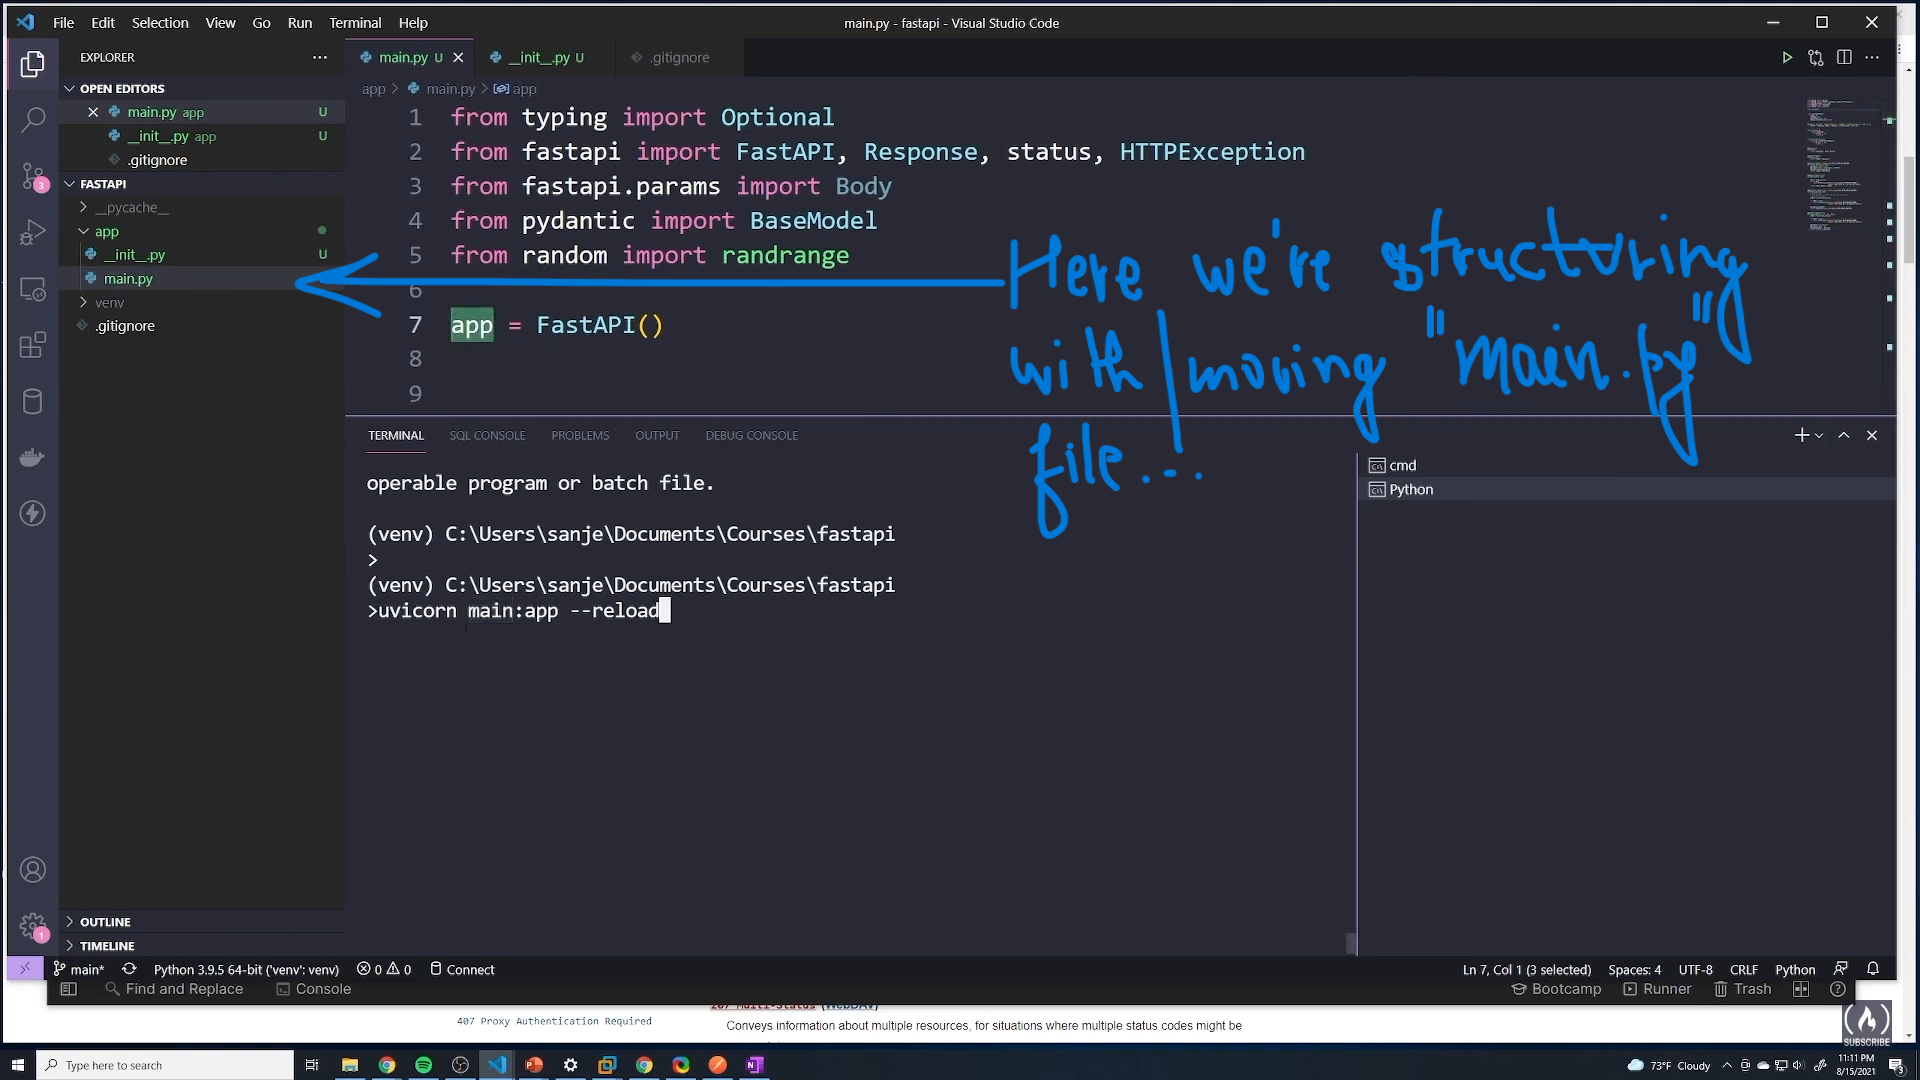 File Edit Selection View Go Run Terminal Help
main.py - fastapi - Visual Studio Code
EXPLORER
main.py U
__init__.py U
.gitignore
OPEN EDITORS
app > main.py > app
main.py app U
__init__.py app U
.gitignore
FASTAPI
__pycache__
app
__init__.py U
main.py
venv
.gitignore
1 from typing import Optional
2 from fastapi import FastAPI, Response, status, HTTPException
3 from fastapi.params import Body
4 from pydantic import BaseModel
5 from random import randrange
6
7 app = FastAPI()
8
9
Here we're structuring
with/moving "main.py"
file...
TERMINAL SQL CONSOLE PROBLEMS OUTPUT DEBUG CONSOLE
cmd
Python
operable program or batch file.
(venv) C:\Users\sanje\Documents\Courses\fastapi
>
(venv) C:\Users\sanje\Documents\Courses\fastapi
>uvicorn main:app --reload
3
1
OUTLINE
TIMELINE
main* Python 3.9.5 64-bit ('venv': venv) 0 0 Connect
Ln 7, Col 1 (3 selected) Spaces: 4 UTF-8 CRLF Python
Find and Replace Console
Bootcamp Runner Trash
207 Multi-Status (WebDAV)
407 Proxy Authentication Required
Conveys information about multiple resources, for situations where multiple status codes might be
SUBSCRIBE
Type here to search
73°F Cloudy
11:11 PM
8/15/2021
3